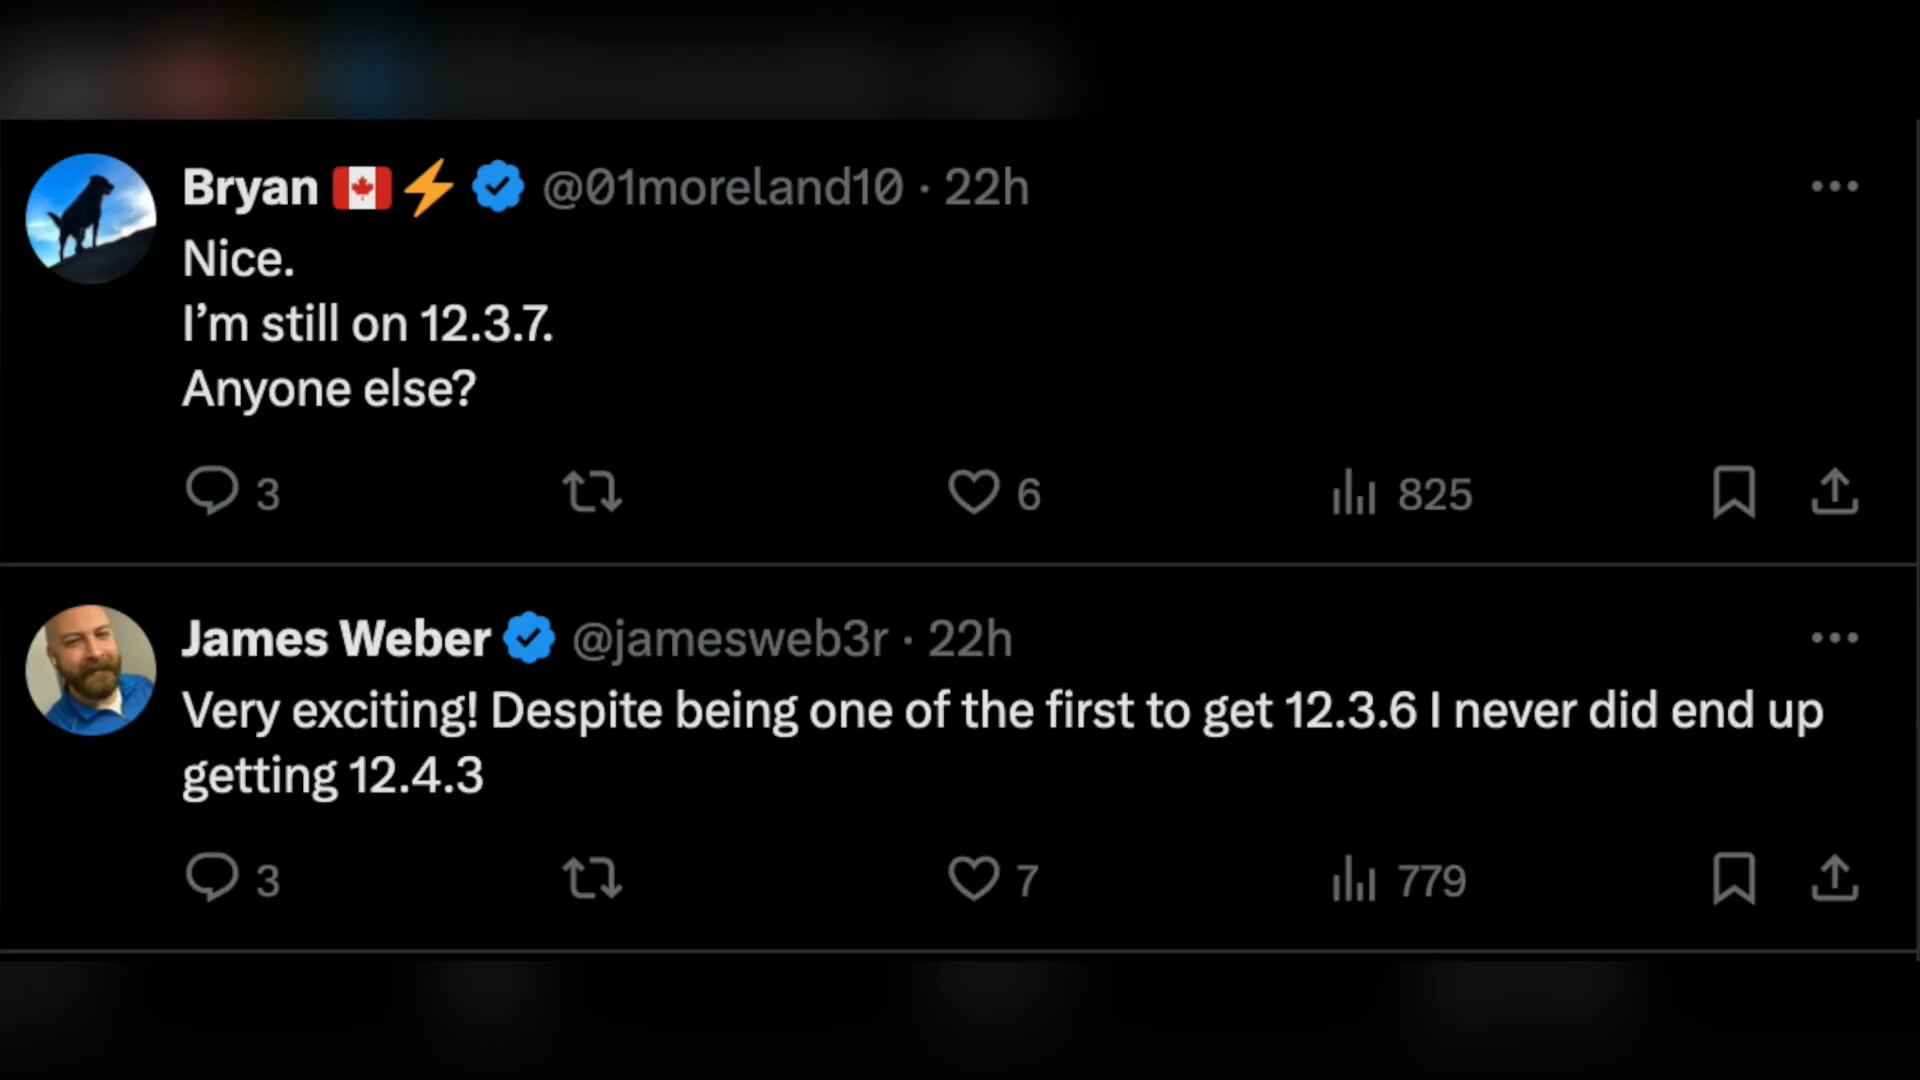 Bryan 🇨🇦⚡ @01moreland10 · 22h
Nice.
I’m still on 12.3.7.
Anyone else?
3 6 825
James Weber @jamesweb3r · 22h
Very exciting! Despite being one of the first to get 12.3.6 I never did end up
getting 12.4.3
3 7 779